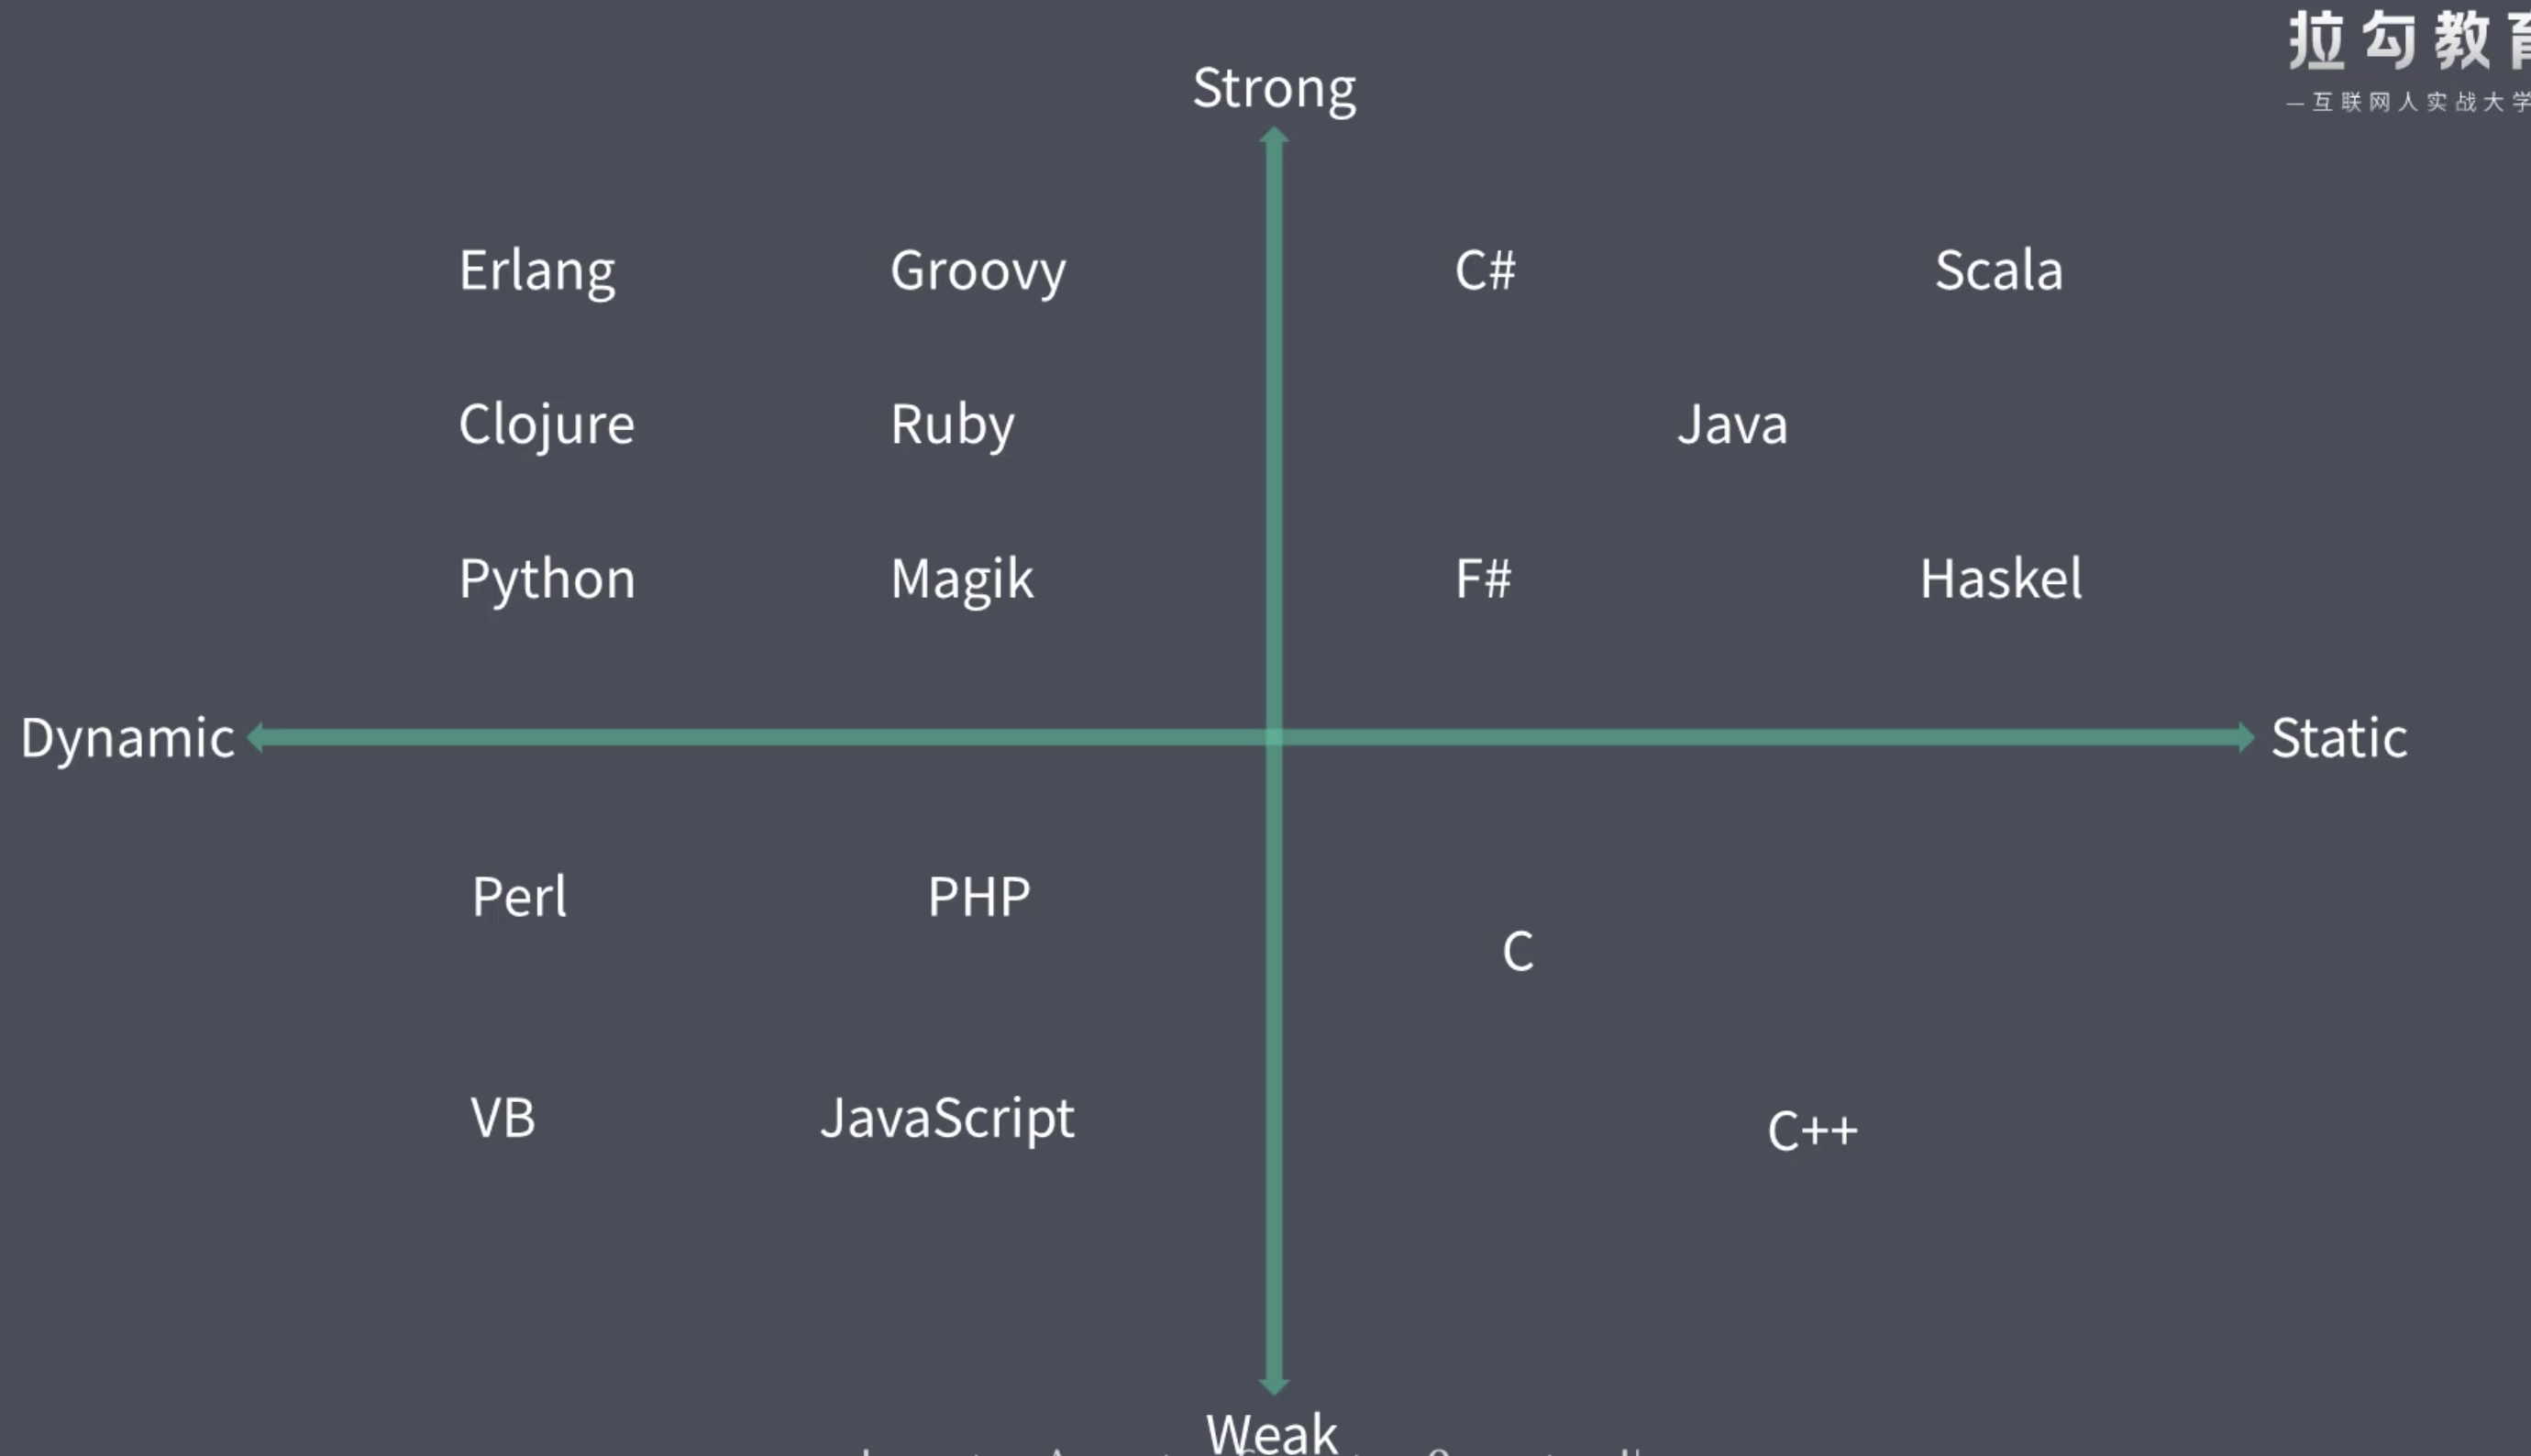 拉勾教育
—互联网人实战大学
Strong
Erlang Groovy C# Scala
Clojure Ruby Java
Python Magik F# Haskel
Dynamic Static
Perl PHP
C
VB JavaScript C++
Weak